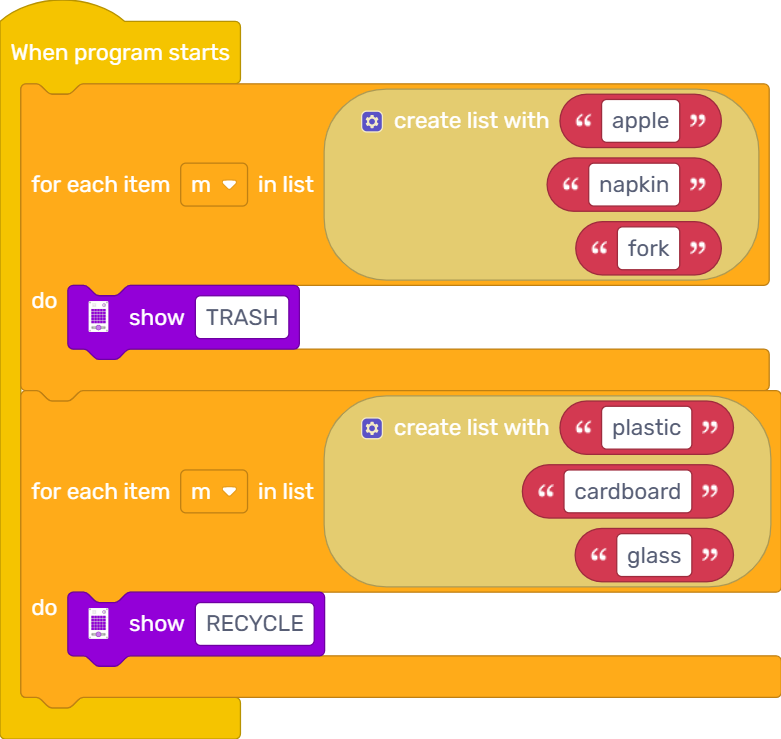 When program starts
create list with “ apple ”
for each item m in list “ napkin ”
“ fork ”
do
show TRASH
create list with “ plastic ”
for each item m in list “ cardboard ”
“ glass ”
do
show RECYCLE